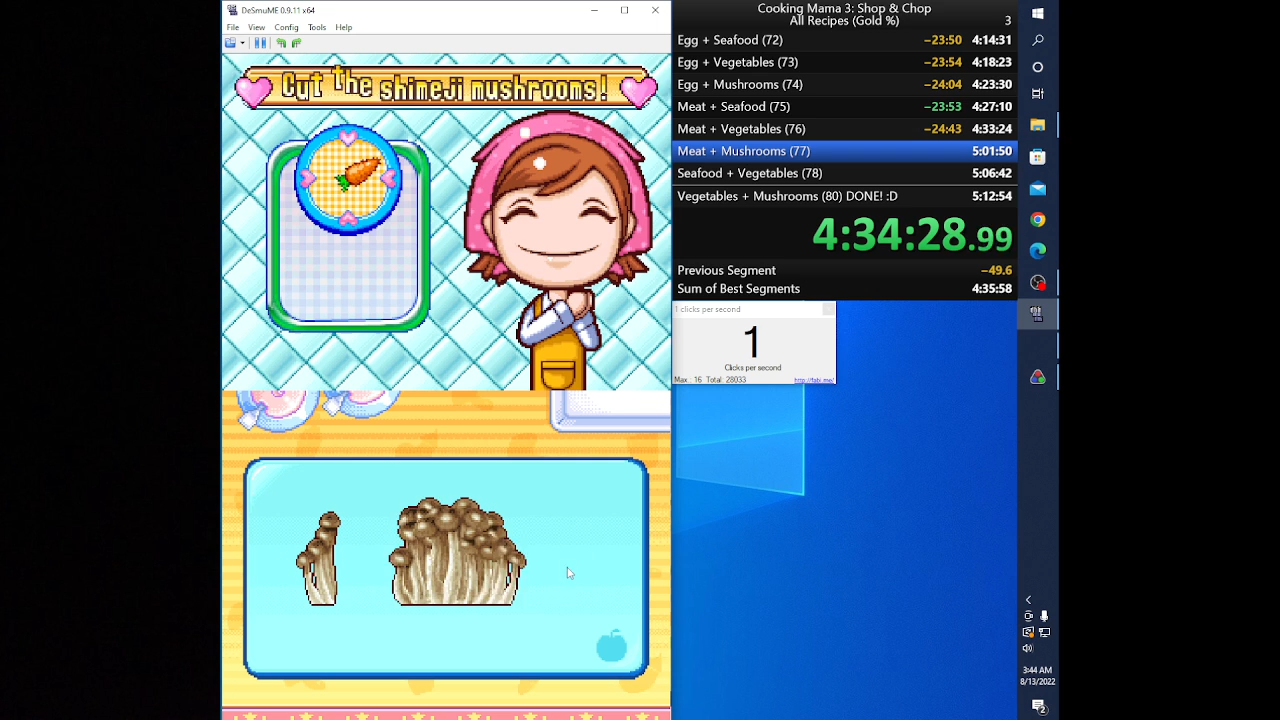 DeSmuME 0.9.11 x64
File View Config Tools Help
Cut the shimeji mushrooms!
Cooking Mama 3: Shop & Chop
All Recipes (Gold %) 3
Egg + Seafood (72) −23:50 4:14:31
Egg + Vegetables (73) −23:54 4:18:23
Egg + Mushrooms (74) −24:04 4:23:30
Meat + Seafood (75) −23:53 4:27:10
Meat + Vegetables (76) −24:43 4:33:24
Meat + Mushrooms (77) 5:01:50
Seafood + Vegetables (78) 5:06:42
Vegetables + Mushrooms (80) DONE! :D 5:12:54
4:34:28.99
Previous Segment −49.6
Sum of Best Segments 4:35:58
1 clicks per second
1
Clicks per second
Max.: 16 Total: 28033
3:44 AM
8/13/2022
2